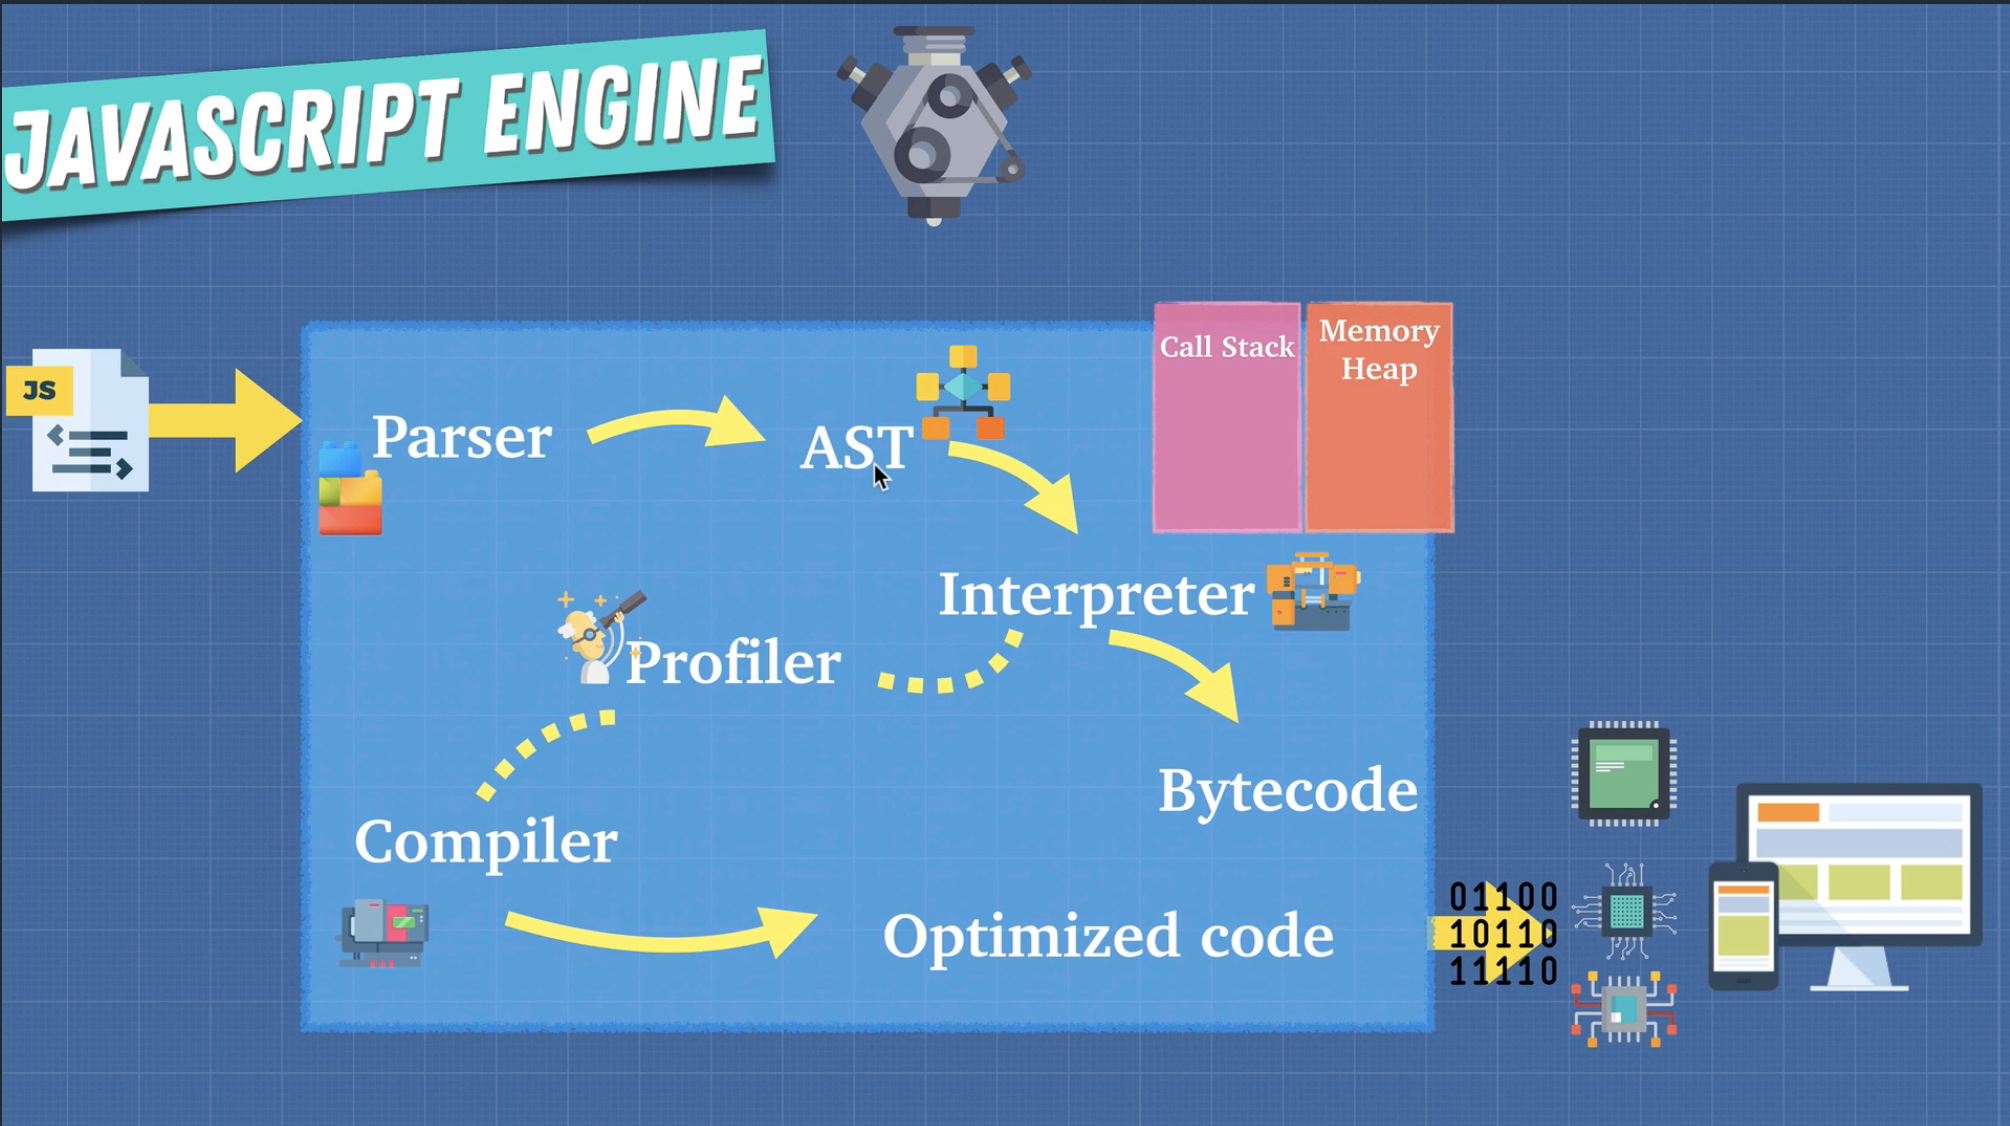 JAVASCRIPT ENGINE
Call Stack
Memory
Heap
JS
Parser
AST
Interpreter
Profiler
Bytecode
Compiler
Optimized code
01100
10110
11110